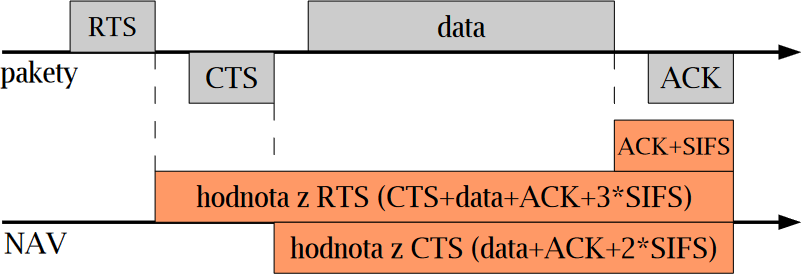 RTS
data
pakety
CTS
ACK
ACK+SIFS
hodnota z RTS (CTS+data+ACK+3*SIFS)
NAV
hodnota z CTS (data+ACK+2*SIFS)